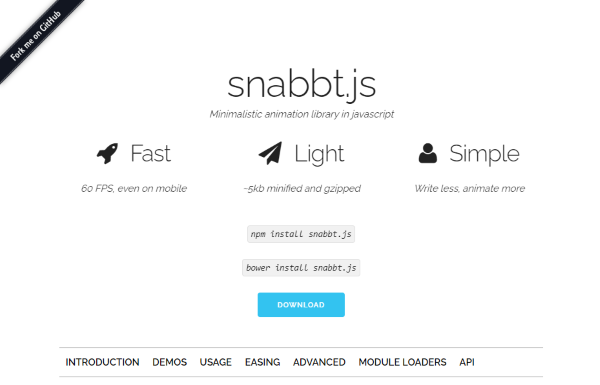 Fork me on GitHub
snabbt.js
Minimalistic animation library in javascript
Fast Light Simple
60 FPS, even on mobile ~5kb minified and gzipped Write less, animate more
npm install snabbt.js
bower install snabbt.js
DOWNLOAD
INTRODUCTION DEMOS USAGE EASING ADVANCED MODULE LOADERS API